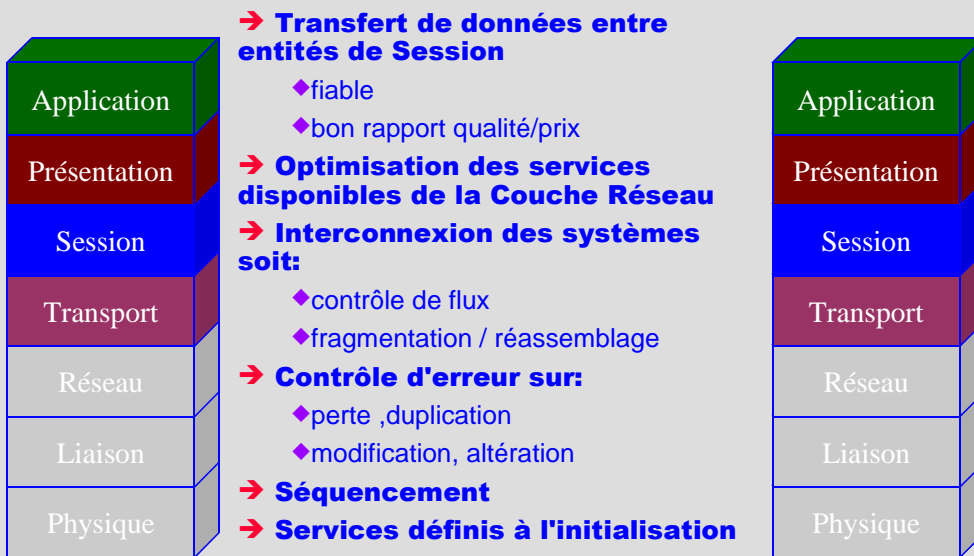 Application
Présentation
Session
Transport
Réseau
Liaison
Physique
➔ Transfert de données entre
entités de Session
◆fiable
◆bon rapport qualité/prix
➔ Optimisation des services
disponibles de la Couche Réseau
➔ Interconnexion des systèmes
soit:
◆contrôle de flux
◆fragmentation / réassemblage
➔ Contrôle d'erreur sur:
◆perte ,duplication
◆modification, altération
➔ Séquencement
➔ Services définis à l'initialisation
Application
Présentation
Session
Transport
Réseau
Liaison
Physique